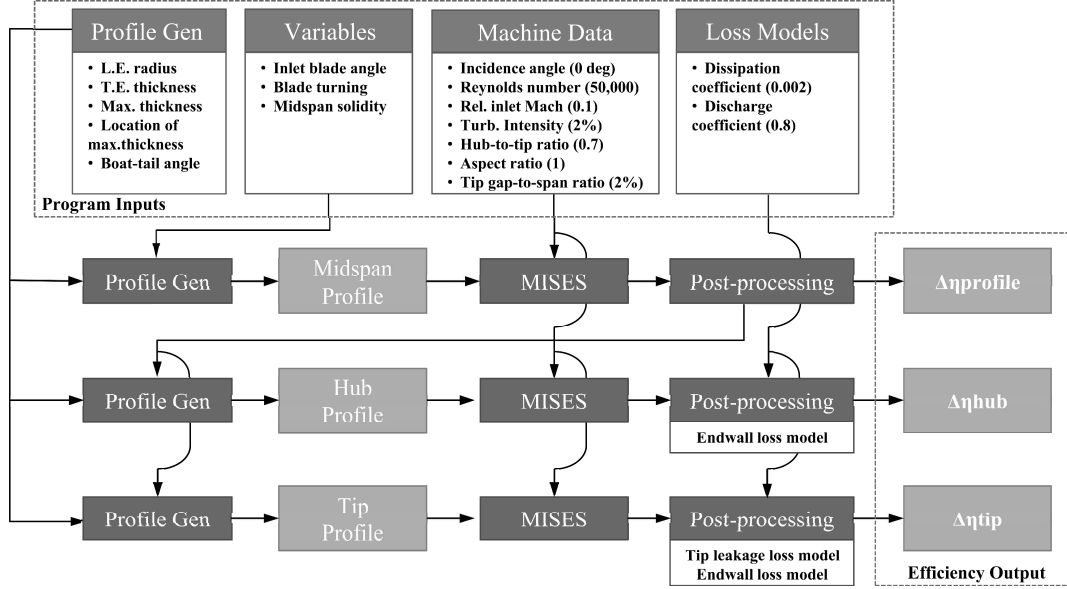 Profile Gen
• L.E. radius
• T.E. thickness
• Max. thickness
• Location of
max.thickness
• Boat-tail angle
Variables
• Inlet blade angle
• Blade turning
• Midspan solidity
Machine Data
• Incidence angle (0 deg)
• Reynolds number (50,000)
• Rel. inlet Mach (0.1)
• Turb. Intensity (2%)
• Hub-to-tip ratio (0.7)
• Aspect ratio (1)
• Tip gap-to-span ratio (2%)
Loss Models
• Dissipation
coefficient (0.002)
• Discharge
coefficient (0.8)
Program Inputs
Profile Gen
Midspan
Profile
MISES
Post-processing
Δηprofile
Profile Gen
Hub
Profile
MISES
Post-processing
Endwall loss model
Δηhub
Profile Gen
Tip
Profile
MISES
Post-processing
Tip leakage loss model
Endwall loss model
Δηtip
Efficiency Output